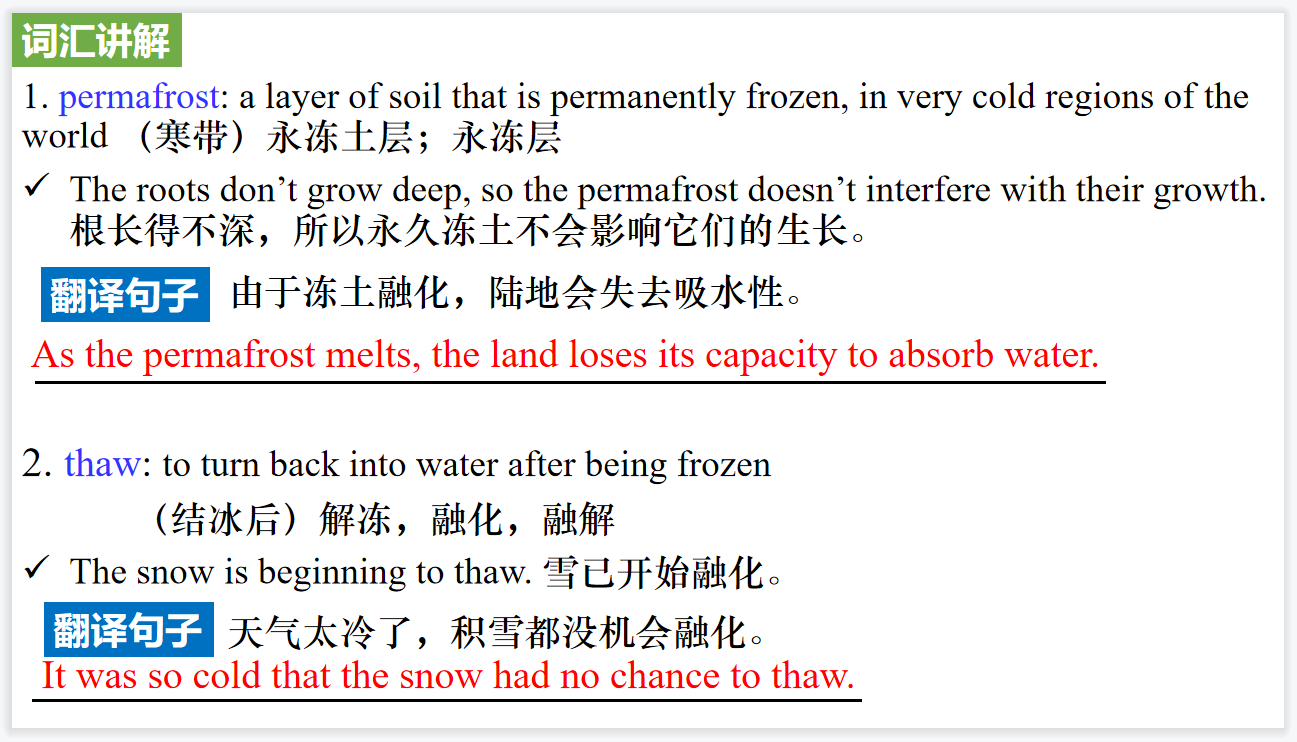 词汇讲解
1. permafrost: a layer of soil that is permanently frozen, in very cold regions of the
world （寒带）永冻土层；永冻层
✓ The roots don’t grow deep, so the permafrost doesn’t interfere with their growth.
根长得不深，所以永久冻土不会影响它们的生长。
翻译句子 由于冻土融化，陆地会失去吸水性。
As the permafrost melts, the land loses its capacity to absorb water.
2. thaw: to turn back into water after being frozen
（结冰后）解冻，融化，融解
✓ The snow is beginning to thaw. 雪已开始融化。
翻译句子 天气太冷了，积雪都没机会融化。
It was so cold that the snow had no chance to thaw.